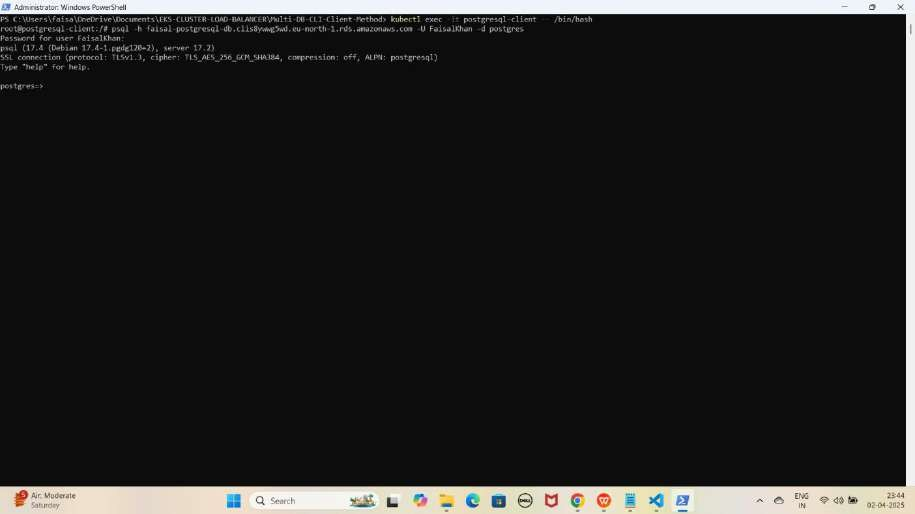 Administrator: Windows PowerShell
PS C:\Users\faisa\OneDrive\Documents\EKS-CLUSTER-LOAD-BALANCER\Multi-DB-CLI-Client-Method> kubectl exec -it postgresql-client -- /bin/bash
root@postgresql-client:/# psql -h faisal-postgresql-db.clis8ywwg5wd.eu-north-1.rds.amazonaws.com -U FaisalKhan -d postgres
Password for user FaisalKhan:
psql (17.4 (Debian 17.4-1.pgdg120+2), server 17.2)
SSL connection (protocol: TLSv1.3, cipher: TLS_AES_256_GCM_SHA384, compression: off, ALPN: postgresql)
Type "help" for help.
postgres=>
5
Air: Moderate
Saturday
Search
DELL
W
ENG
IN
23:44
02-04-2025